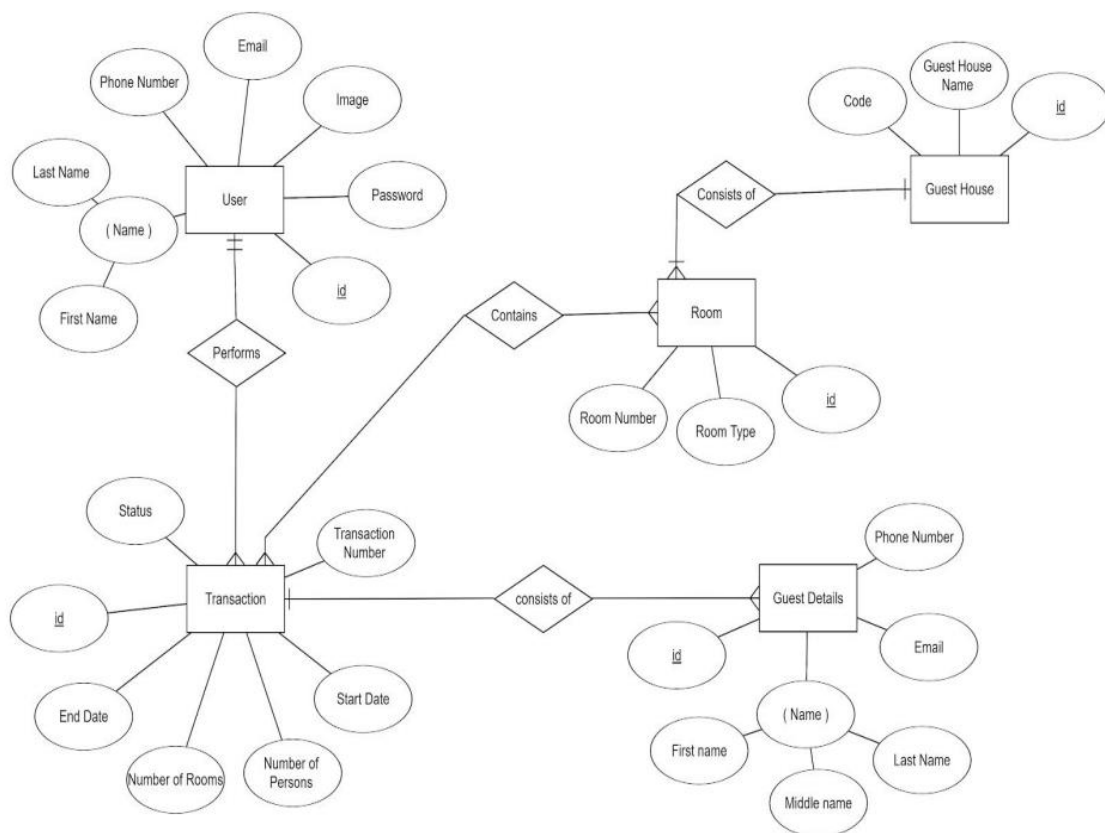 Email
Phone Number
Image
Last Name
User
Password
( Name )
id
First Name
Performs
Guest House
Name
Code
id
Guest House
Consists of
Contains
Room
Room Number
Room Type
id
Status
Transaction
Number
Transaction
id
End Date
Start Date
Number of Rooms
Number of
Persons
consists of
Phone Number
Guest Details
id
Email
( Name )
First name
Last Name
Middle name